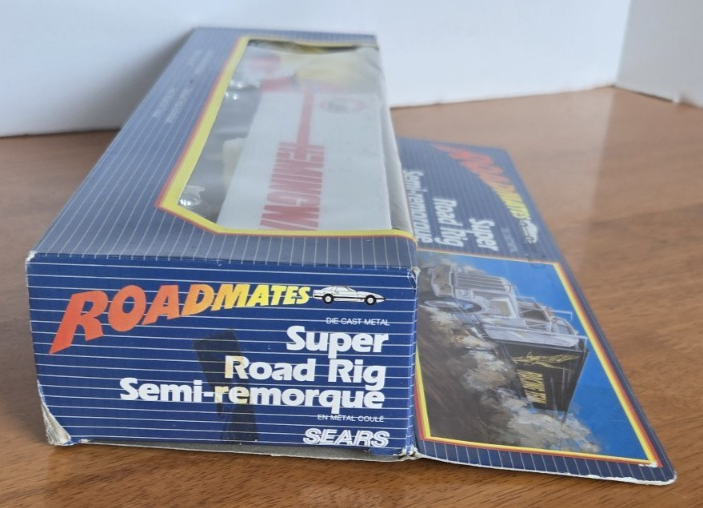 ROADMATES
DIE CAST METAL
Super
Road Rig
Semi-remorque
EN MÉTAL COULÉ
SEARS
ROADMATES
Super
Road Rig
Semi-remorque